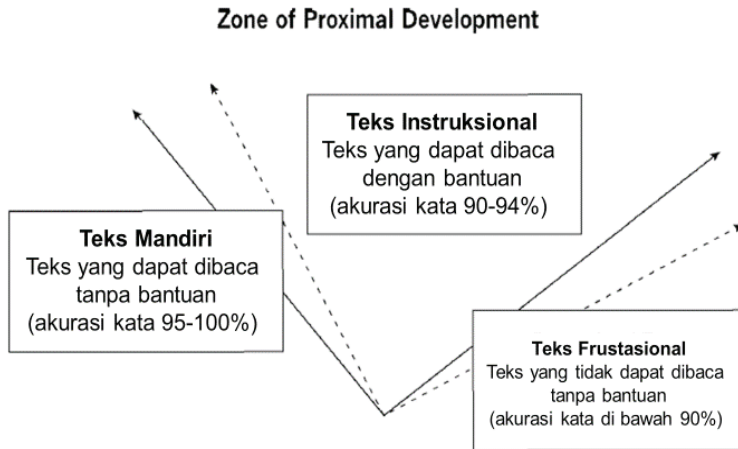 Zone of Proximal Development
Teks Instruksional
Teks yang dapat dibaca
dengan bantuan
(akurasi kata 90-94%)
Teks Mandiri
Teks yang dapat dibaca
tanpa bantuan
(akurasi kata 95-100%)
Teks Frustasional
Teks yang tidak dapat dibaca
tanpa bantuan
(akurasi kata di bawah 90%)